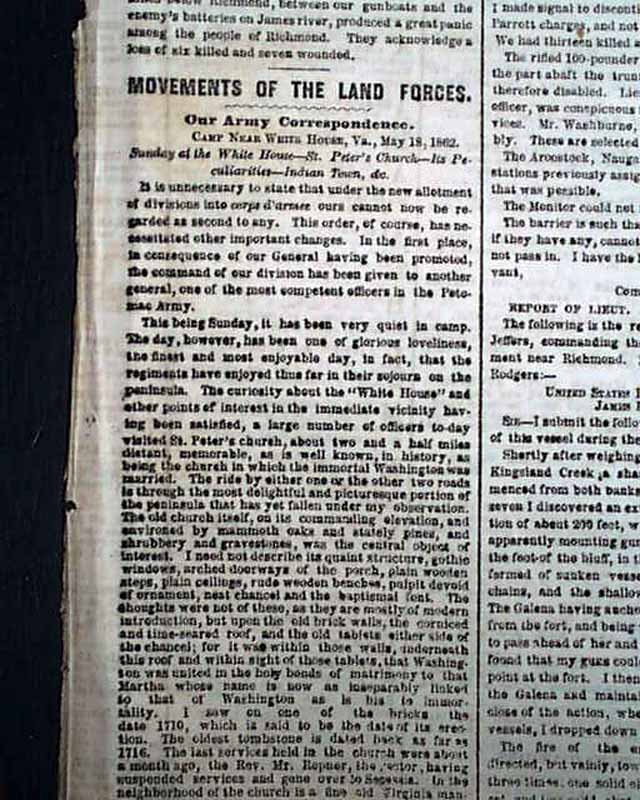 enemy's batteries on James river, produced a great panic
among the people of Richmond. They acknowledge a
loss of six killed and seven wounded.
MOVEMENTS OF THE LAND FORCES.
Our Army Correspondence.
CAMP NEAR WHITE HOUSE, Va., May 18, 1862.
Sunday at the White House—St. Peter's Church—Its Pe-
culiarities—Indian Town, &c.
It is unnecessary to state that under the new allotment
of divisions into corps d'armee ours cannot now be re-
garded as second to any. This order, of course, has ne-
cessitated other important changes. In the first place,
in consequence of our General having been promoted,
the command of our division has been given to another
general, one of the most competent officers in the Poto-
mac Army.
This being Sunday, it has been very quiet in camp.
The day, however, has been one of glorious loveliness,
the finest and most enjoyable day, in fact, that the
regiments have enjoyed thus far in their sojourn on the
peninsula. The curiosity about the "White House" and
other points of interest in the immediate vicinity hav-
ing been satisfied, a large number of officers to-day
visited St. Peter's church, about two and a half miles
distant, memorable, as is well known, in history, as
being the church in which the immortal Washington was
married. The ride by either one or the other two roads
is through the most delightful and picturesque portion of
the peninsula that has yet fallen under my observation.
The old church itself, on its commanding elevation, and
environed by mammoth oaks and stately pines, and
shrubbery and gravestones, was the central object of
interest. I need not describe its quaint structure, gothic
windows, arched doorways of the porch, plain wooden
steps, plain ceilings, rude wooden benches, pulpit devoid
of ornament, neat chancel and the baptismal font. The
thoughts were not of these, as they are mostly of modern
introduction, but upon the old brick walls, the corniced
and time-seared roof, and the old tablets either side of
the chancel; for it was within those walls, underneath
this roof and within sight of those tablets, that Washing-
ton was united in the holy bonds of matrimony to that
Martha whose name is now as inseparably linked
to that of Washington as is his to immor-
tality. I saw on one of the bricks the
date 1710, which is said to be the date of its erec-
tion. The oldest tombstone is dated back as far as
1716. The last services held in the church were about
a month ago, the Rev. Mr. the rector, having
suspended services and gone over to Secessia. In the
neighborhood of the church is a fine old Virginia man-
I made signal to
Parrott charges, and not
We had thirteen killed
The rifled 100-pounder
the part abaft the
therefore disabled.
officer, was conspicuous
vices. Mr. Washburne,
bly. These are selected
The Aroostook,
stations previously
that was possible.
The Monitor could not
The barrier is such tha
if they have any, cannot
not pass in. I have the
vant,
Com
REPORT OF LIEUT.
The following is the
Jeffers, commanding the
ment near Richmond.
Rodgers:—
UNITED STATES
JAMES
SIR—I submit the
of this vessel during the
Shortly after weighing
Kingsland Creek a
menced from both
seven I discovered an
tion of about 200 feet,
apparently mounting
the foot of the bluff, in
formed of sunken
chains, and the
The Galena having
from the fort, and being
to pass ahead of her and
found that my guns could
point at the fort. I then
the Galena and
close of the action,
vessels, I dropped down
The fire of the
directed, but vainly,
three times one solid